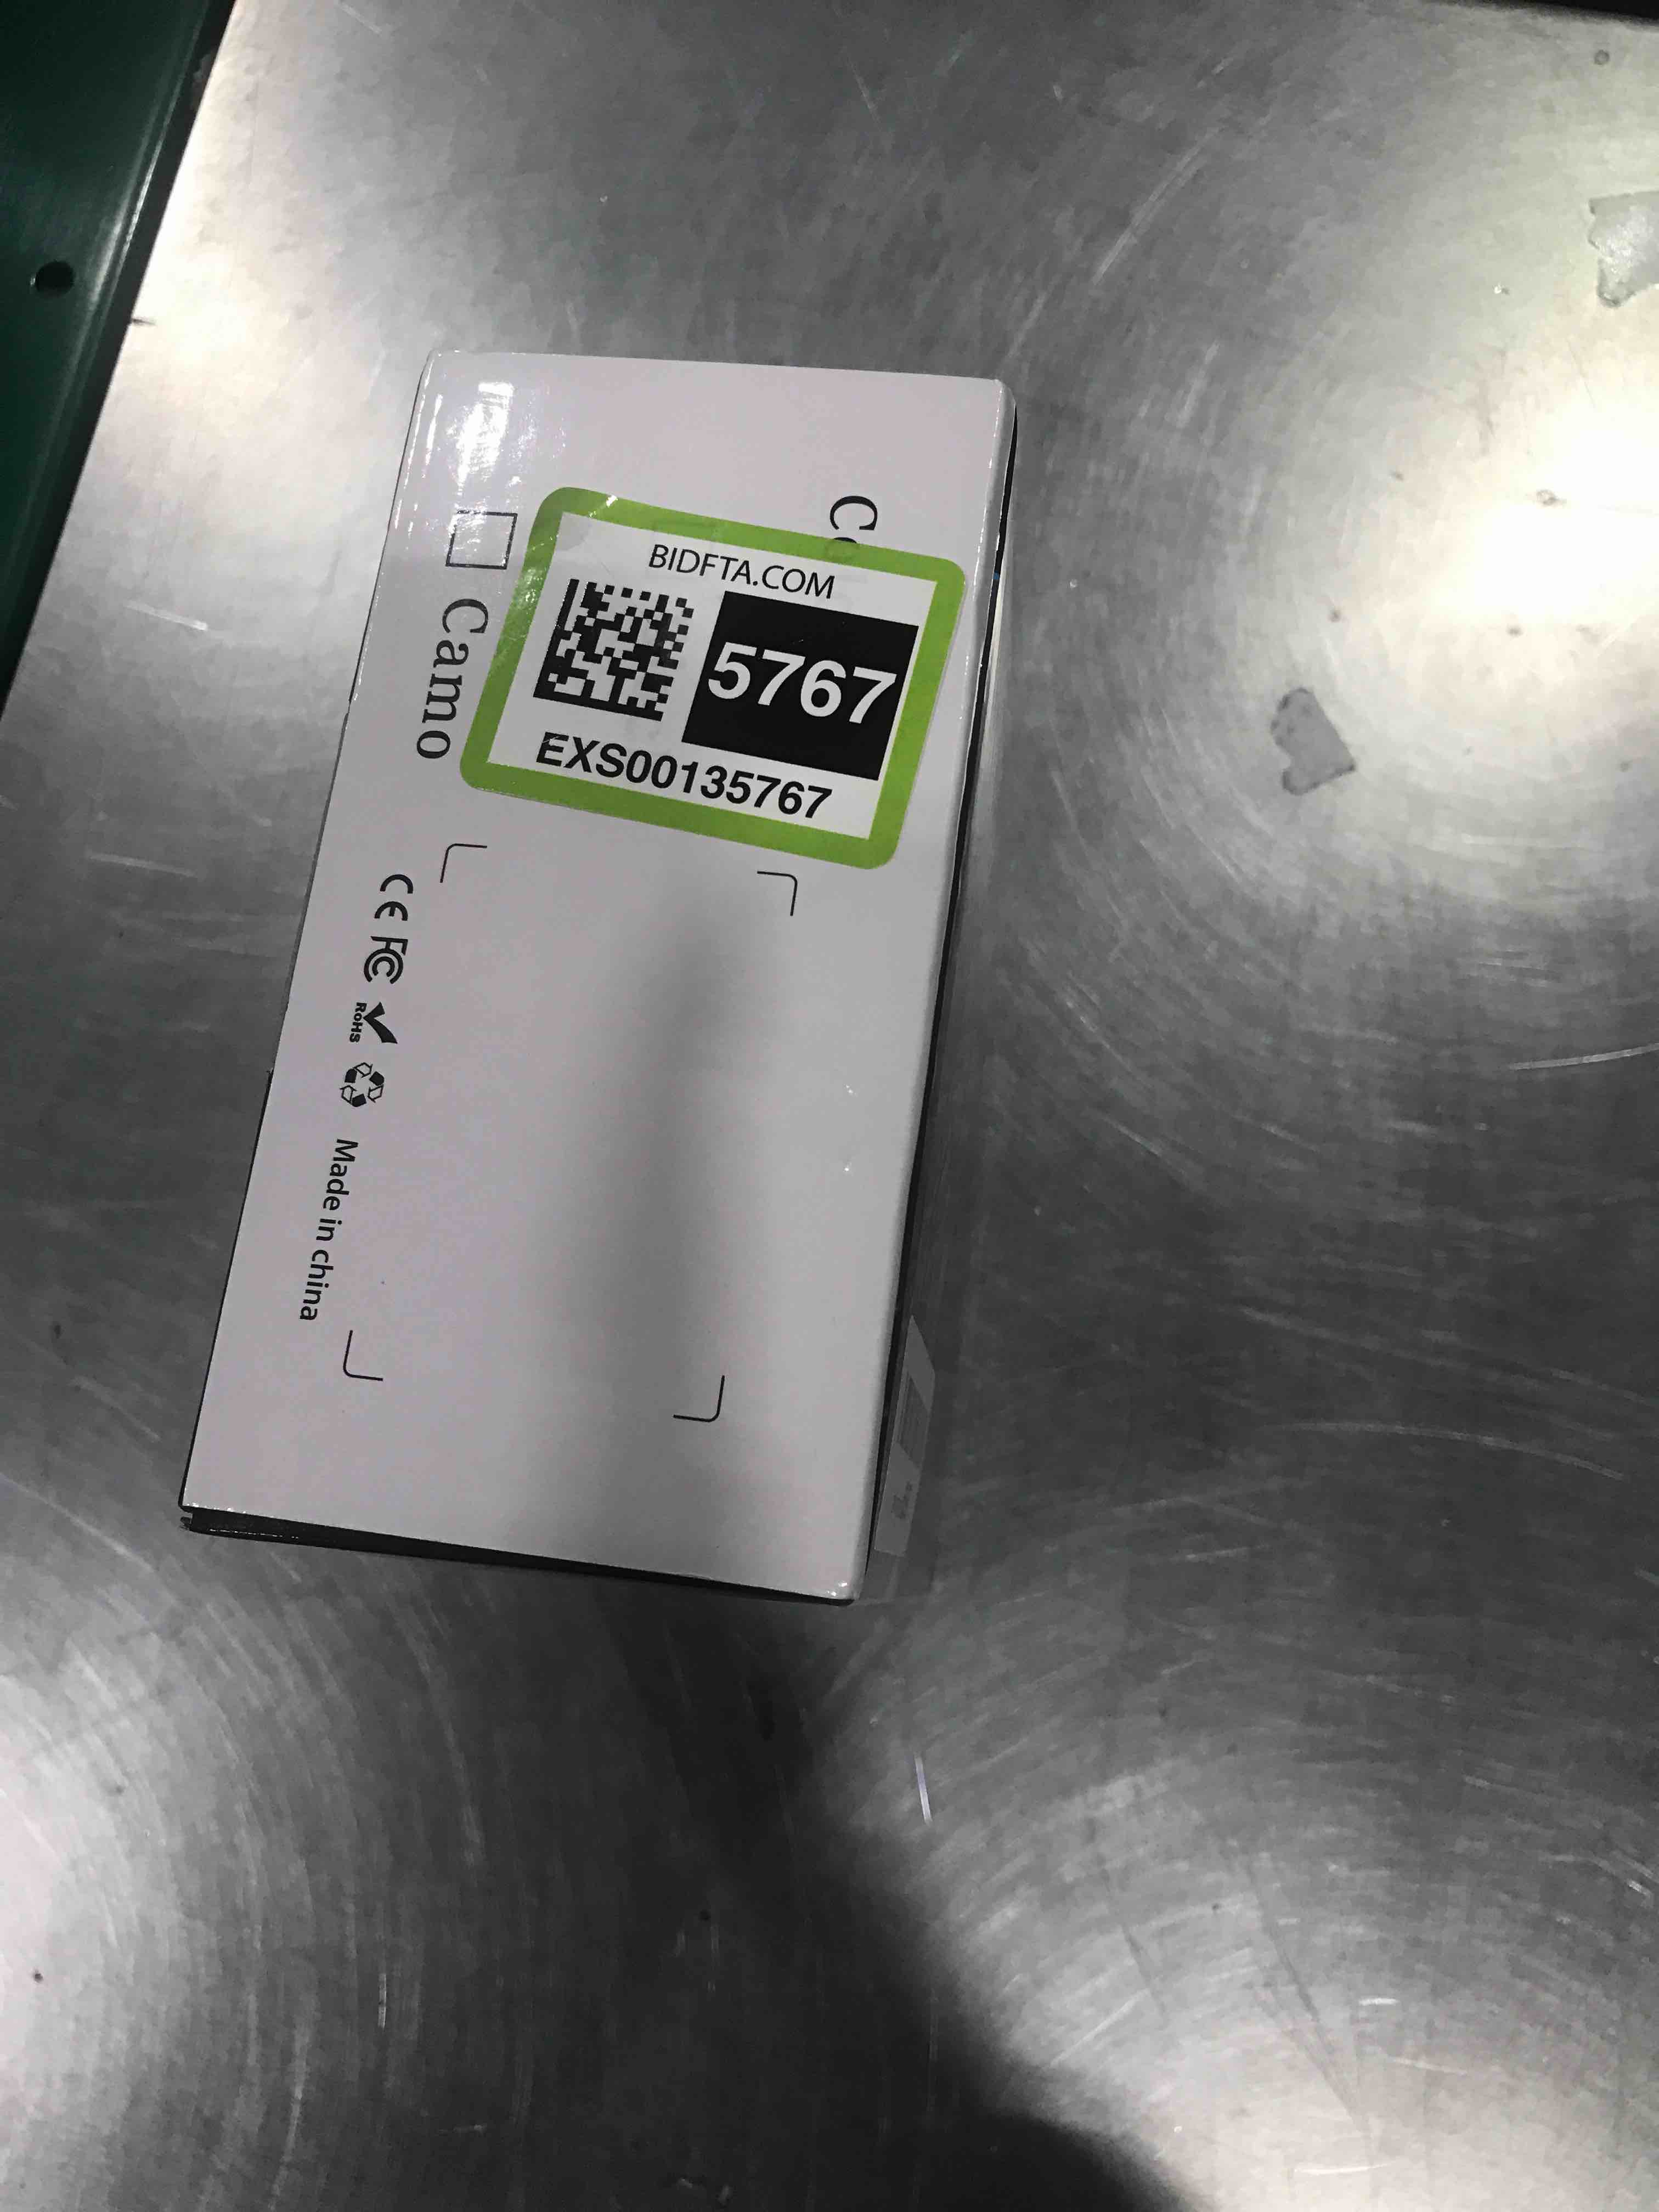 BIDFTA.COM
5767
EXS00135767
Camo
CE FC RoHS
Made in china